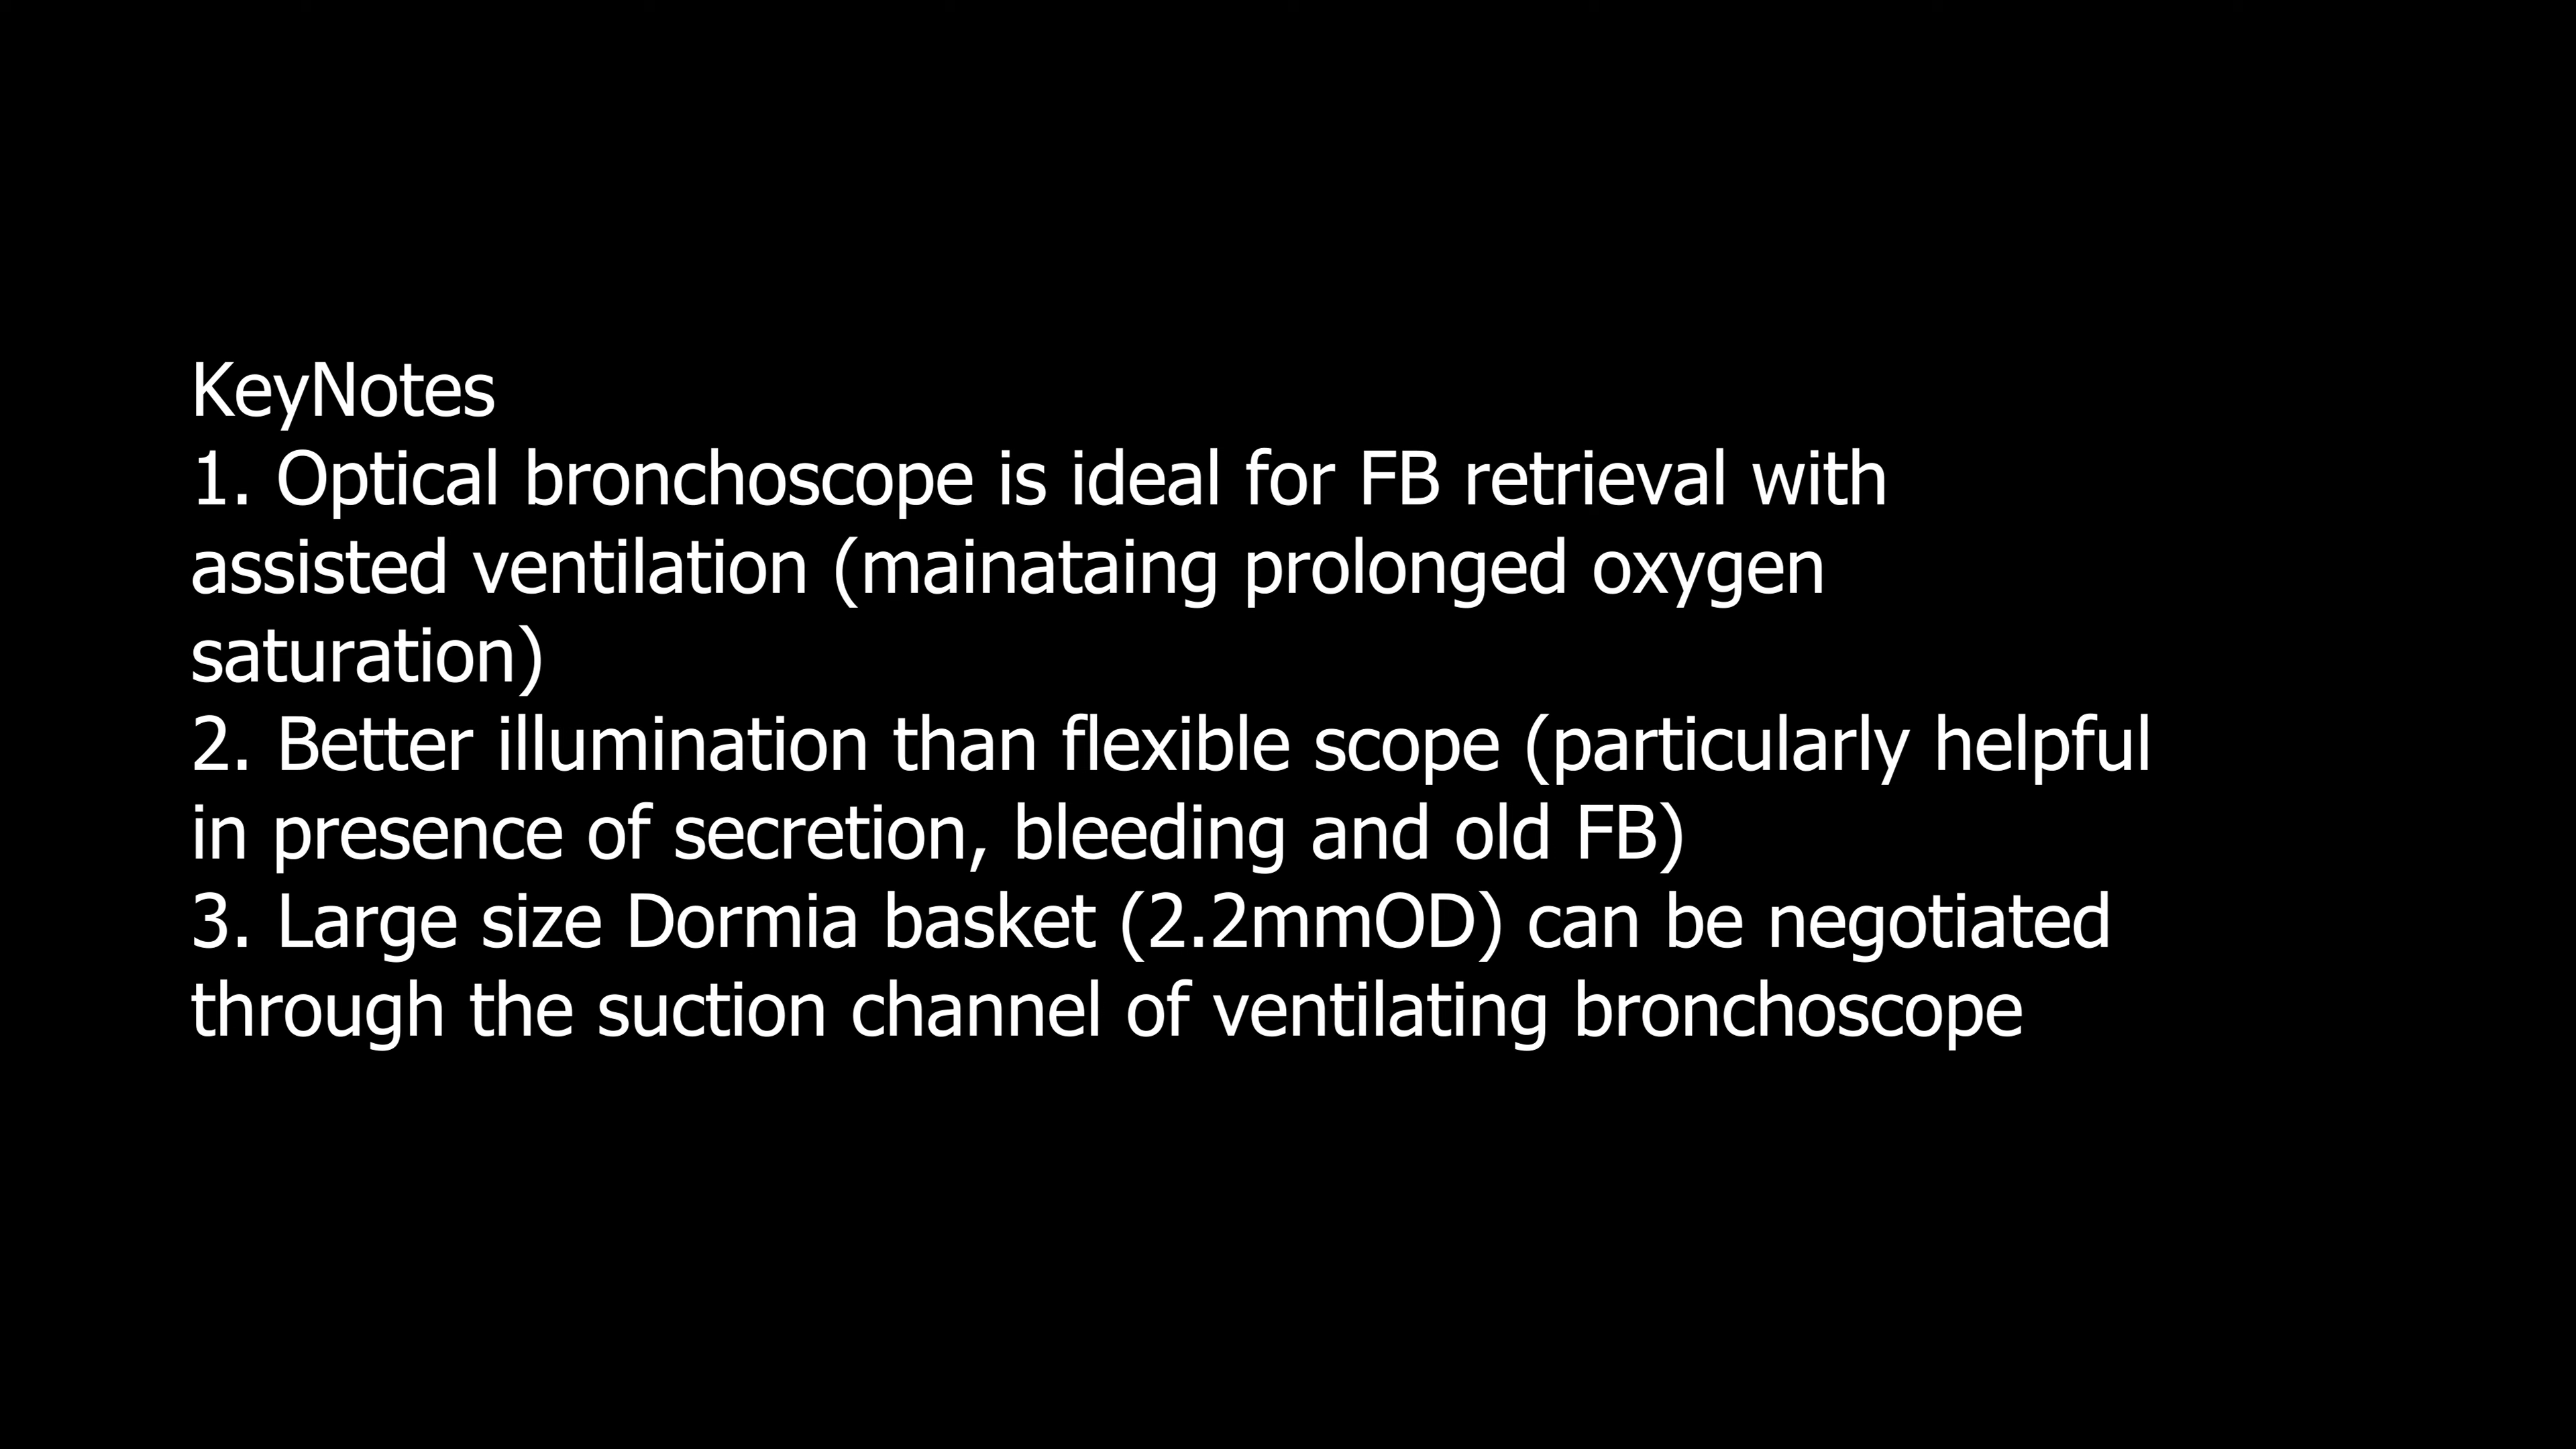 KeyNotes
1. Optical bronchoscope is ideal for FB retrieval with
assisted ventilation (mainataing prolonged oxygen
saturation)
2. Better illumination than flexible scope (particularly helpful
in presence of secretion, bleeding and old FB)
3. Large size Dormia basket (2.2mmOD) can be negotiated
through the suction channel of ventilating bronchoscope